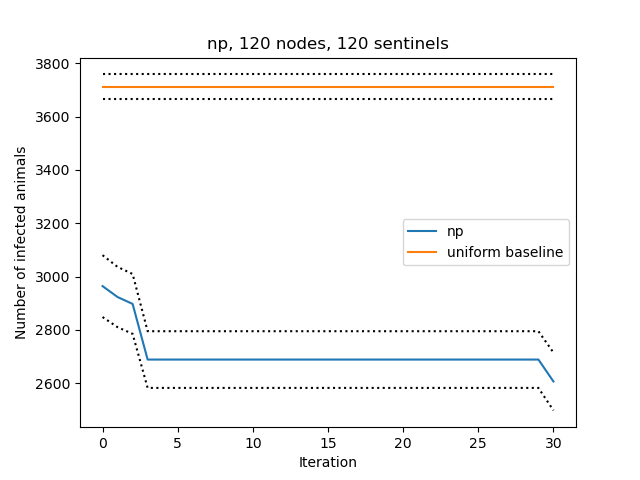 np, 120 nodes, 120 sentinels
3800
3600
3400
3200
3000
2800
2600
Number of infected animals
np
uniform baseline
0 5 10 15 20 25 30
Iteration